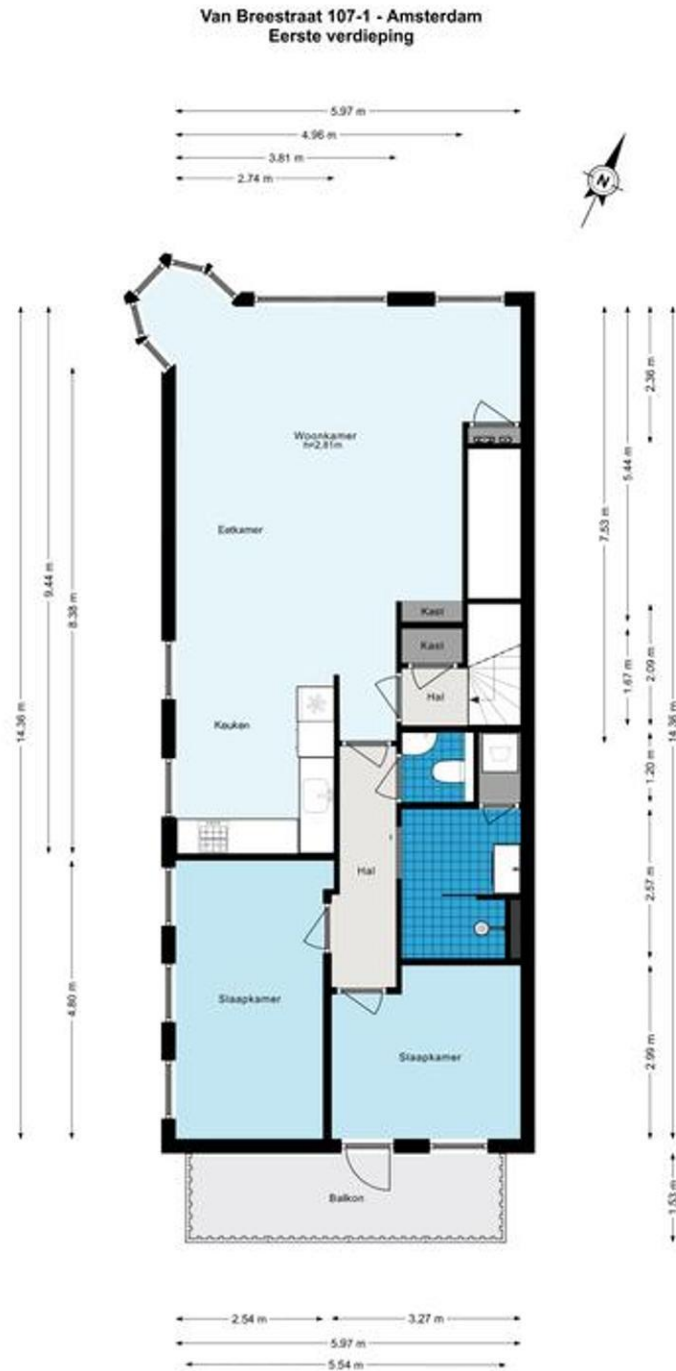 Van Breestraat 107-1 - Amsterdam
Eerste verdieping
5.97 m
4.96 m
3.81 m
2.74 m
N
Woonkamer
h=2,81m
Eetkamer
Kast
Kast
Hal
Keuken
Hal
Slaapkamer
Slaapkamer
Balkon
14.36 m
9.44 m
8.38 m
4.80 m
7.53 m
5.44 m
1.67 m
2.36 m
2.09 m
1.20 m
2.57 m
2.99 m
14.36 m
1.53 m
2.54 m
3.27 m
5.97 m
5.54 m